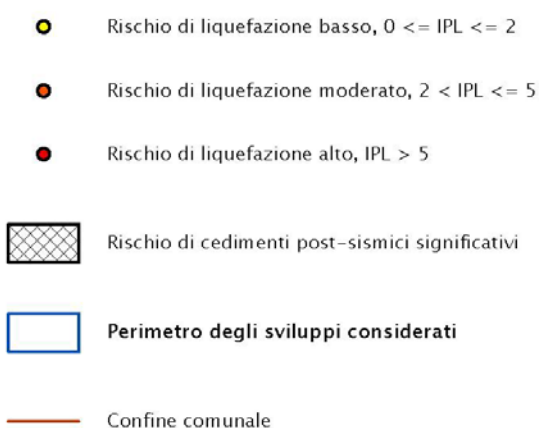 Rischio di liquefazione basso, 0 <= IPL <= 2
Rischio di liquefazione moderato, 2 < IPL <= 5
Rischio di liquefazione alto, IPL > 5
Rischio di cedimenti post-sismici significativi
Perimetro degli sviluppi considerati
Confine comunale